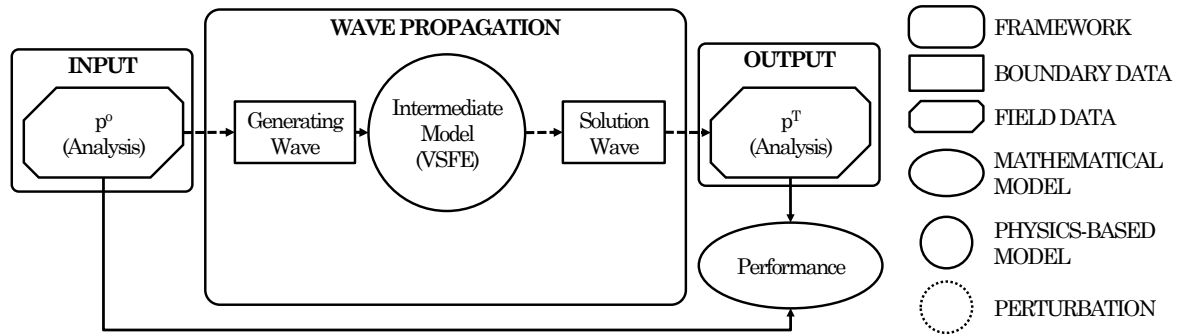 WAVE PROPAGATION
INPUT
p⁰
(Analysis)
Generating
Wave
Intermediate
Model
(VSFE)
Solution
Wave
OUTPUT
pᵀ
(Analysis)
Performance
FRAMEWORK
BOUNDARY DATA
FIELD DATA
MATHEMATICAL
MODEL
PHYSICS-BASED
MODEL
PERTURBATION